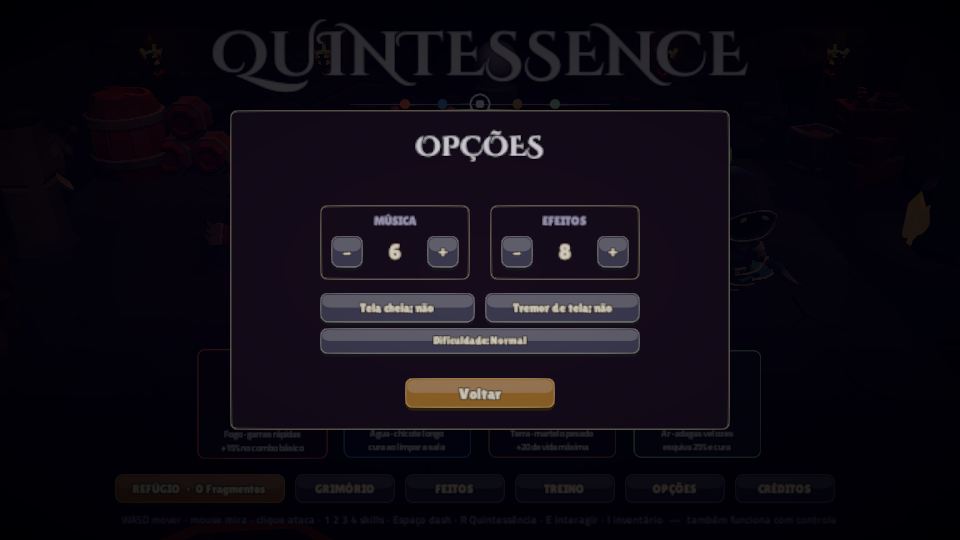 QUINTESSENCE
OPÇÕES
MÚSICA
EFEITOS
- 6 +
- 8 +
Tela cheia: não
Tremor de tela: não
Dificuldade: Normal
Voltar
Fogo · garras rápidas
+15% no combo básico
Água · chicote longo
cura ao limpar a sala
Terra · martelo pesado
+20 de vida máxima
Ar · adagas velozes
esquiva 25% e cura
REFÚGIO · 0 Fragmentos
GRIMÓRIO
FEITOS
TREINO
OPÇÕES
CRÉDITOS
WASD mover · mouse mira · clique ataca · 1 2 3 4 skills · Espaço dash · R Quintessência · E interagir · I inventário — também funciona com controle